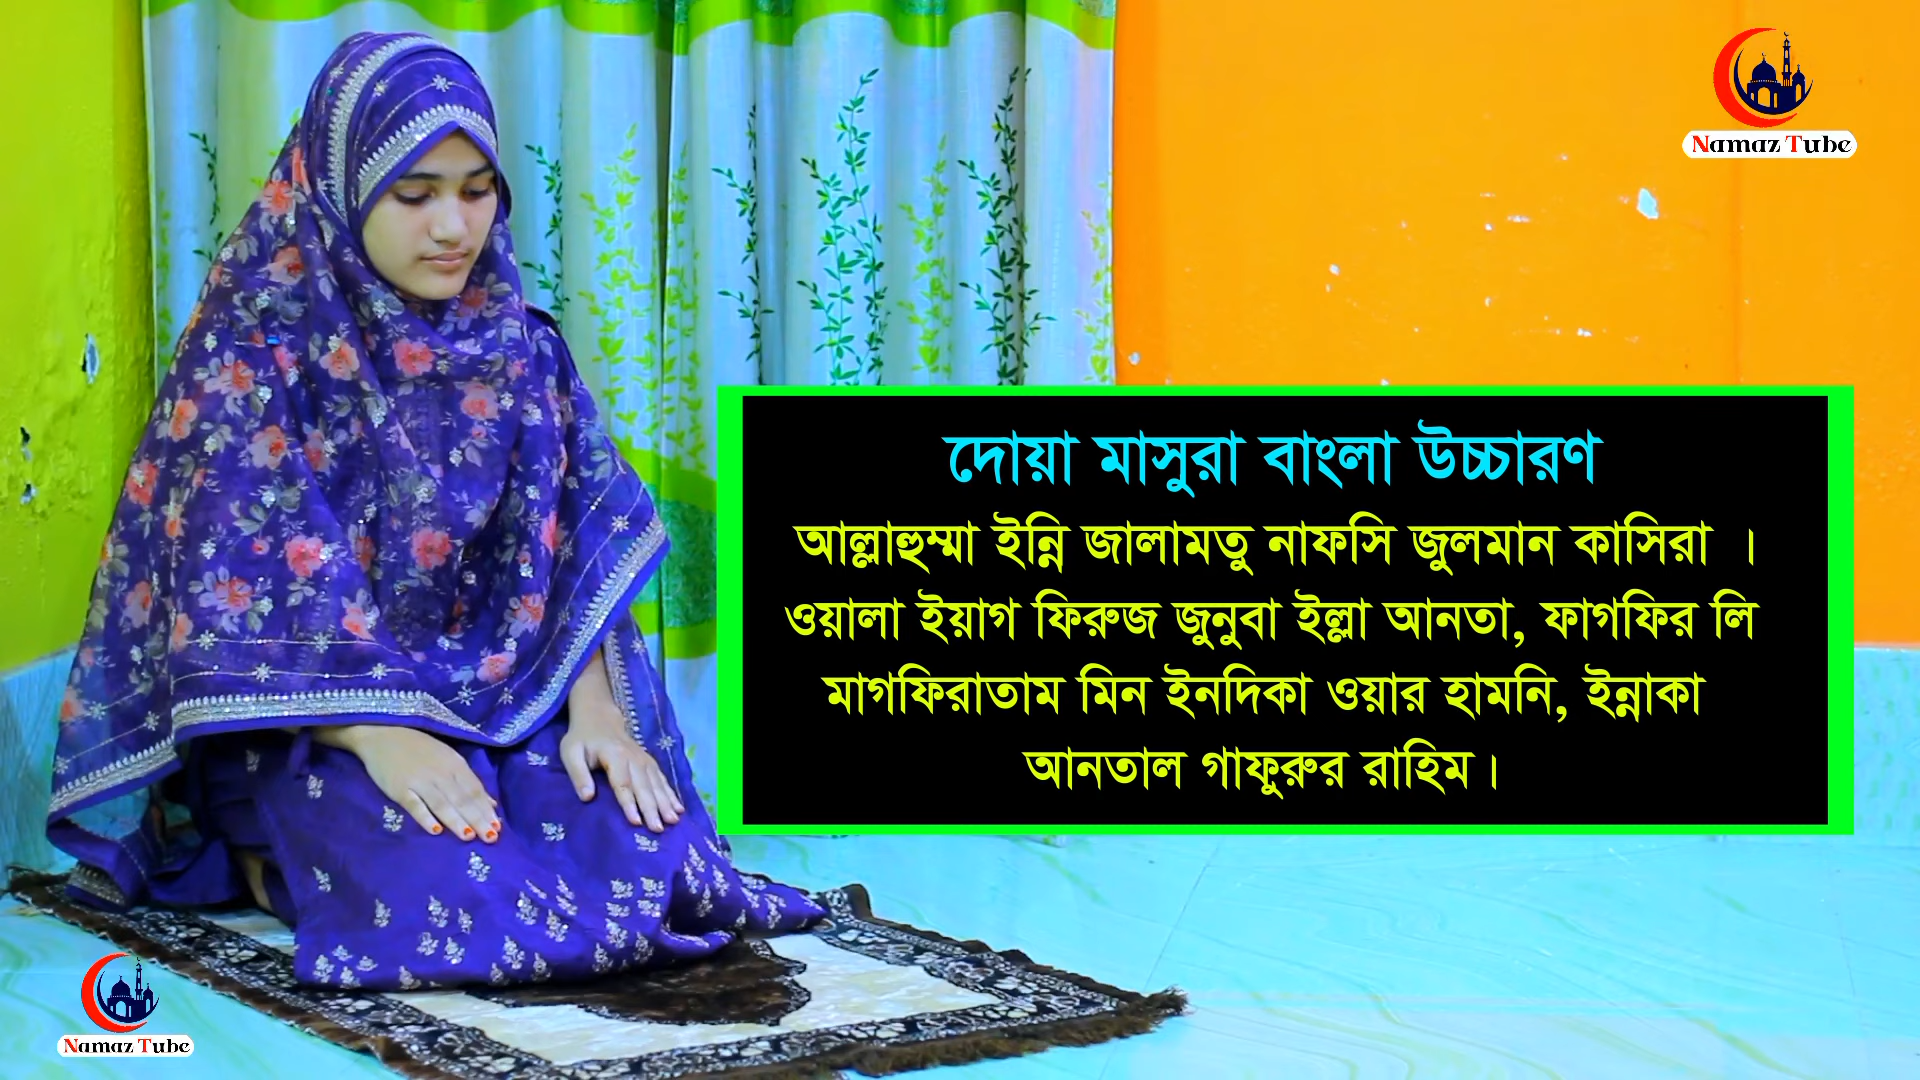 Namaz Tube
দোয়া মাসুরা বাংলা উচ্চারণ
আল্লাহুম্মা ইন্নি জালামতু নাফসি জুলমান কাসিরা ।
ওয়ালা ইয়াগ ফিরুজ জুনুবা ইল্লা আনতা, ফাগফির লি
মাগফিরাতাম মিন ইনদিকা ওয়ার হামনি, ইন্নাকা
আনতাল গাফুরুর রাহিম।
Namaz Tube